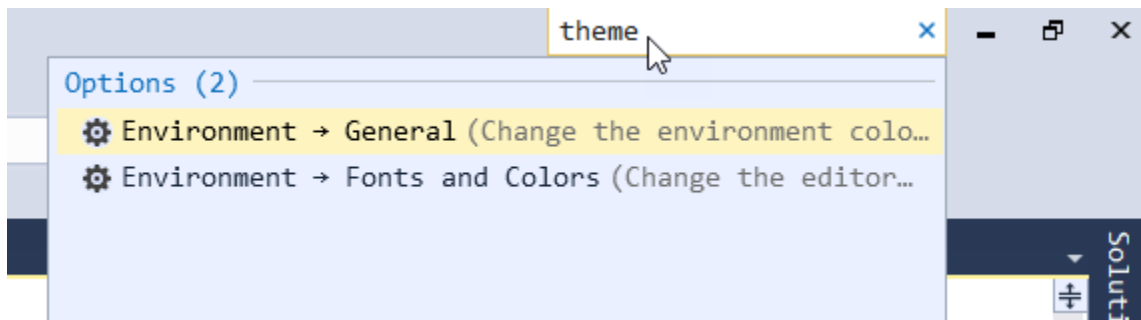 theme
Options (2)
Environment → General (Change the environment colo…
Environment → Fonts and Colors (Change the editor…
Soluti